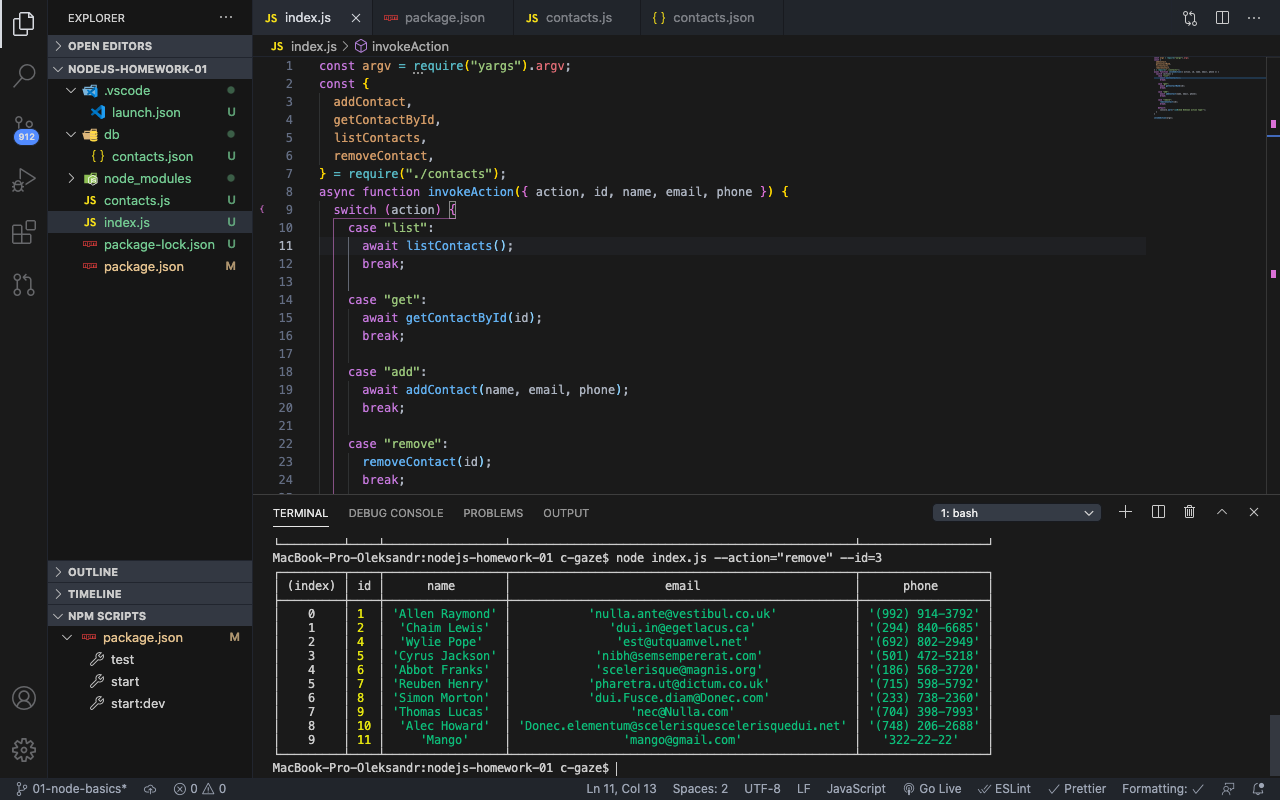 EXPLORER
OPEN EDITORS
NODEJS-HOMEWORK-01
.vscode
launch.json U
db
contacts.json U
node_modules
contacts.js U
index.js U
package-lock.json U
package.json M
912
OUTLINE
TIMELINE
NPM SCRIPTS
package.json M
test
start
start:dev
JS index.js package.json JS contacts.js {} contacts.json
JS index.js > invokeAction
1 const argv = require("yargs").argv;
2 const {
3 addContact,
4 getContactById,
5 listContacts,
6 removeContact,
7 } = require("./contacts");
8 async function invokeAction({ action, id, name, email, phone }) {
9 switch (action) {
10 case "list":
11 await listContacts();
12 break;
13
14 case "get":
15 await getContactById(id);
16 break;
17
18 case "add":
19 await addContact(name, email, phone);
20 break;
21
22 case "remove":
23 removeContact(id);
24 break;
TERMINAL DEBUG CONSOLE PROBLEMS OUTPUT 1: bash
MacBook-Pro-Oleksandr:nodejs-homework-01 c-gaze$ node index.js --action="remove" --id=3
(index) id name email phone
0 1 'Allen Raymond' 'nulla.ante@vestibul.co.uk' '(992) 914-3792'
1 2 'Chaim Lewis' 'dui.in@egetlacus.ca' '(294) 840-6685'
2 4 'Wylie Pope' 'est@utquamvel.net' '(692) 802-2949'
3 5 'Cyrus Jackson' 'nibh@semsempererat.com' '(501) 472-5218'
4 6 'Abbot Franks' 'scelerisque@magnis.org' '(186) 568-3720'
5 7 'Reuben Henry' 'pharetra.ut@dictum.co.uk' '(715) 598-5792'
6 8 'Simon Morton' 'dui.Fusce.diam@Donec.com' '(233) 738-2360'
7 9 'Thomas Lucas' 'nec@Nulla.com' '(704) 398-7993'
8 10 'Alec Howard' 'Donec.elementum@scelerisquescelerisquedui.net' '(748) 206-2688'
9 11 'Mango' 'mango@gmail.com' '322-22-22'
MacBook-Pro-Oleksandr:nodejs-homework-01 c-gaze$
01-node-basics* 0 0 Ln 11, Col 13 Spaces: 2 UTF-8 LF JavaScript Go Live ESLint Prettier Formatting: